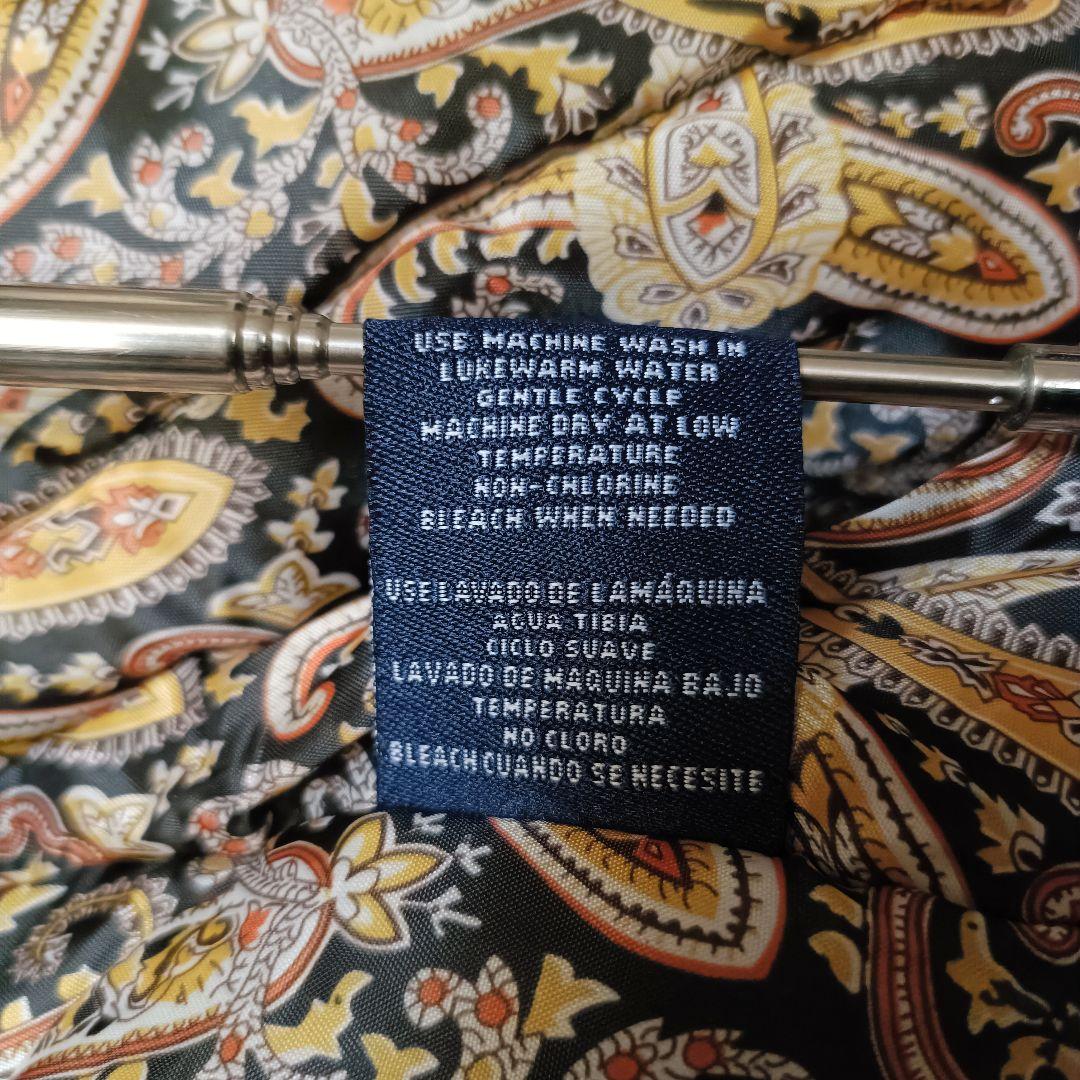 USE MACHINE WASH IN
LUKEWARM WATER
GENTLE CYCLE
MACHINE DRY AT LOW
TEMPERATURE
NON-CHLORINE
BLEACH WHEN NEEDED
USE LAVADO DE LAMÁQUINA
AGUA TIBIA
CICLO SUAVE
LAVADO DE MAQUINA BAJO
TEMPERATURA
NO CLORO
BLEACH CUANDO SE NECESITE